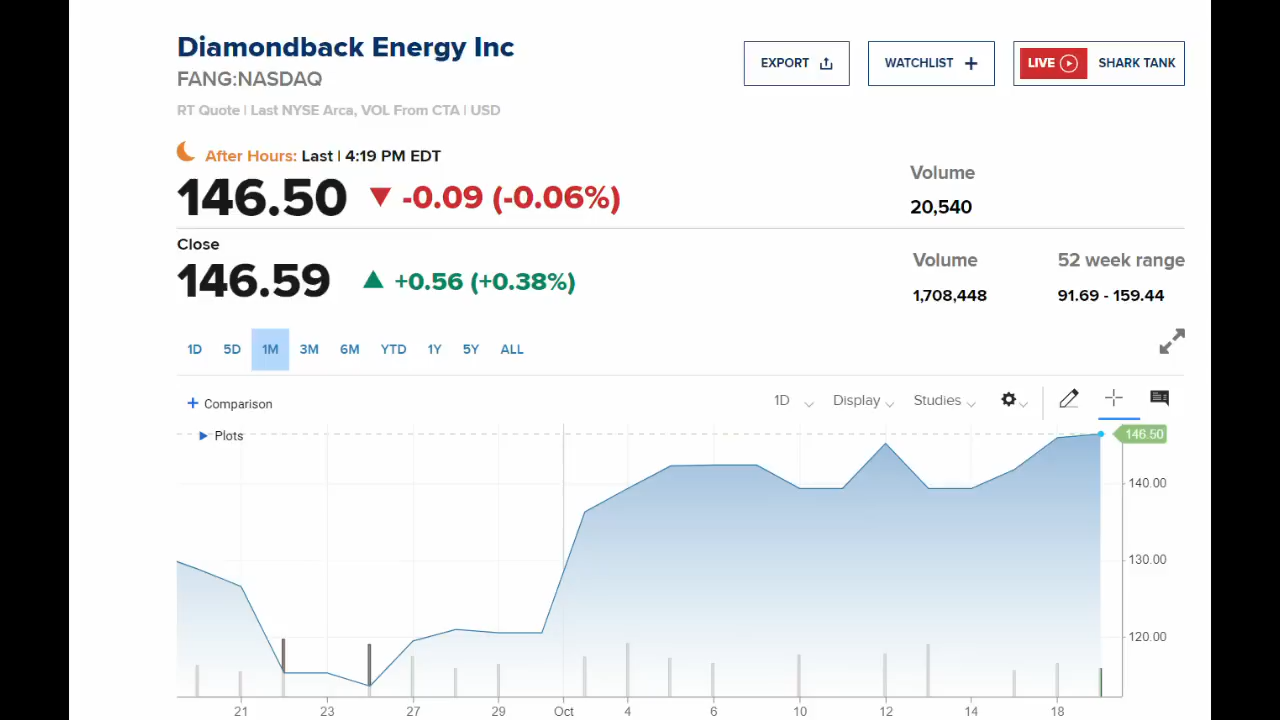 Diamondback Energy Inc
FANG:NASDAQ
RT Quote | Last NYSE Arca, VOL From CTA | USD
EXPORT
WATCHLIST +
LIVE SHARK TANK
After Hours: Last | 4:19 PM EDT
146.50 ▼ -0.09 (-0.06%)
Volume
20,540
Close
146.59 ▲ +0.56 (+0.38%)
Volume
1,708,448
52 week range
91.69 - 159.44
1D 5D 1M 3M 6M YTD 1Y 5Y ALL
+ Comparison
1D Display Studies
Plots
146.50
140.00
130.00
120.00
21 23 27 29 Oct 4 6 10 12 14 18